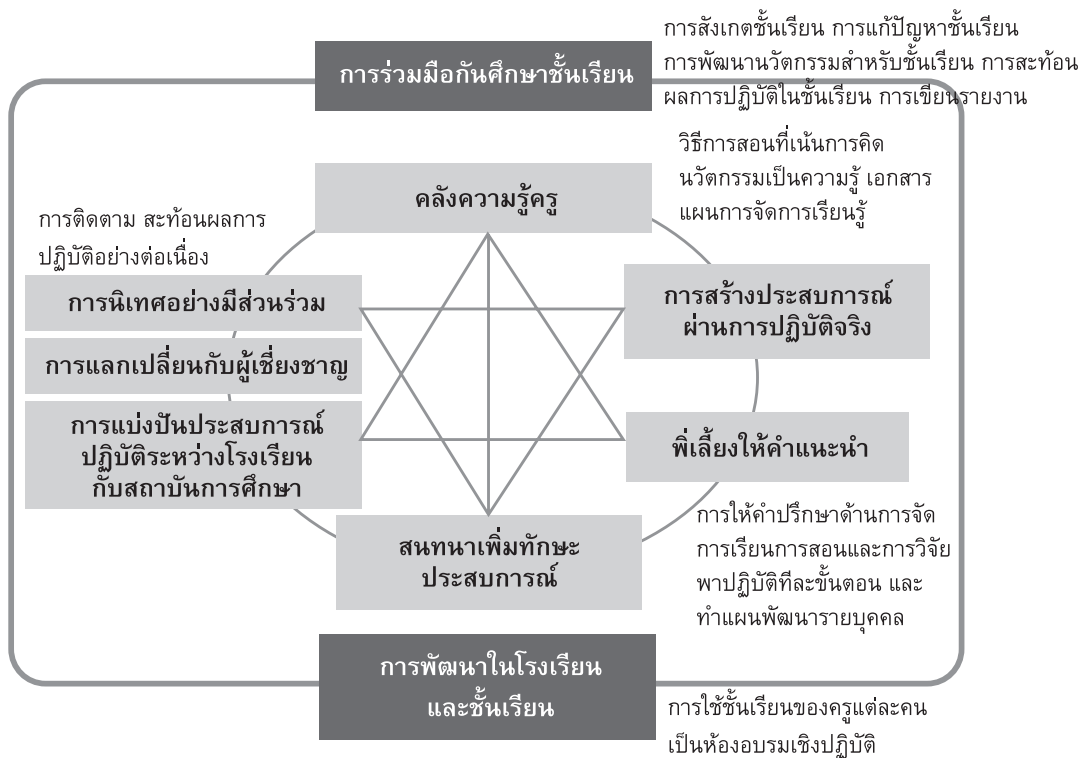 การร่วมมือกันศึกษาชั้นเรียน
การสังเกตชั้นเรียน การแก้ปัญหาชั้นเรียน
การพัฒนานวัตกรรมสำหรับชั้นเรียน การสะท้อน
ผลการปฏิบัติในชั้นเรียน การเขียนรายงาน
คลังความรู้ครู
วิธีการสอนที่เน้นการคิด
นวัตกรรมเป็นความรู้ เอกสาร
แผนการจัดการเรียนรู้
การติดตาม สะท้อนผลการ
ปฏิบัติอย่างต่อเนื่อง
การนิเทศอย่างมีส่วนร่วม
การแลกเปลี่ยนกับผู้เชี่ยงชาญ
การแบ่งปันประสบการณ์
ปฏิบัติระหว่างโรงเรียน
กับสถาบันการศึกษา
การสร้างประสบการณ์
ผ่านการปฏิบัติจริง
พี่เลี้ยงให้คำแนะนำ
การให้คำปรึกษาด้านการจัด
การเรียนการสอนและการวิจัย
พาปฏิบัติทีละขั้นตอน และ
ทำแผนพัฒนารายบุคคล
สนทนาเพิ่มทักษะ
ประสบการณ์
การพัฒนาในโรงเรียน
และชั้นเรียน
การใช้ชั้นเรียนของครูแต่ละคน
เป็นห้องอบรมเชิงปฏิบัติ